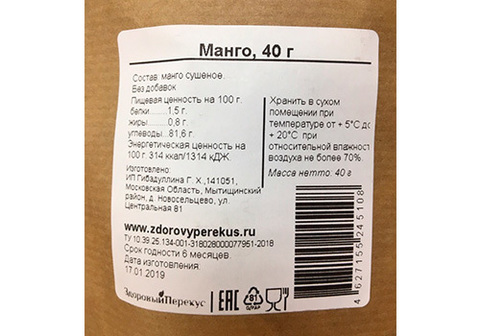 Манго, 40 г
Состав: манго сушеное.
Без добавок
Пищевая ценность на 100 г.
белки..........1,5 г.
жиры..........0,8 г.
углеводы....81,6 г.
Энергетическая ценность на
100 г. 314 ккал/1314 кДЖ.
Хранить в сухом
помещении при
температуре от + 5°С до
+ 20°С при
относительной влажност
воздуха не более 70%.
Масса нетто: 40 г
Изготовлено:
ИП Гибадуллина Г. Х ,141051,
Московская Область, Мытищинский
район, д. Новосельцево, ул.
Центральная 81
www.zdorovyperekus.ru
ТУ 10.39.25.134-001-318028000077951-2018
Срок годности 6 месяцев.
Дата изготовления
17.01.2019
ЗдоровыйПерекус
ЕАС
81
C/PAP
4627155245108